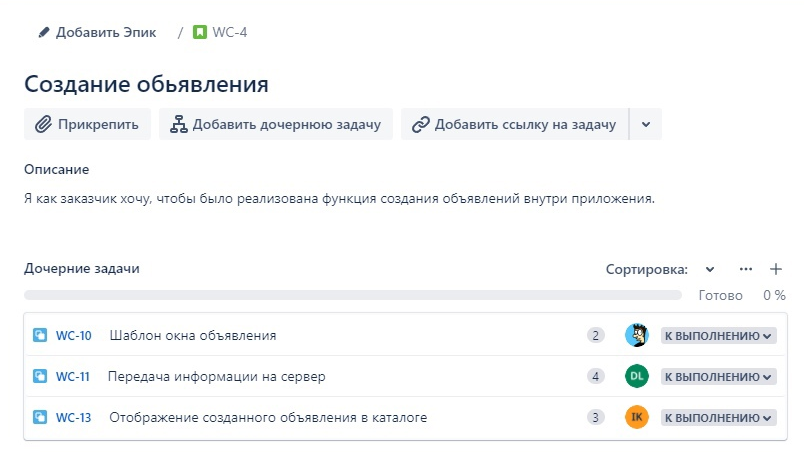 Добавить Эпик / WC-4
Создание обьявления
Прикрепить Добавить дочернюю задачу Добавить ссылку на задачу
Описание
Я как заказчик хочу, чтобы было реализована функция создания объявлений внутри приложения.
Дочерние задачи Сортировка:
Готово 0 %
WC-10 Шаблон окна объявления 2 К ВЫПОЛНЕНИЮ
WC-11 Передача информации на сервер 4 DL К ВЫПОЛНЕНИЮ
WC-13 Отображение созданного объявления в каталоге 3 IK К ВЫПОЛНЕНИЮ